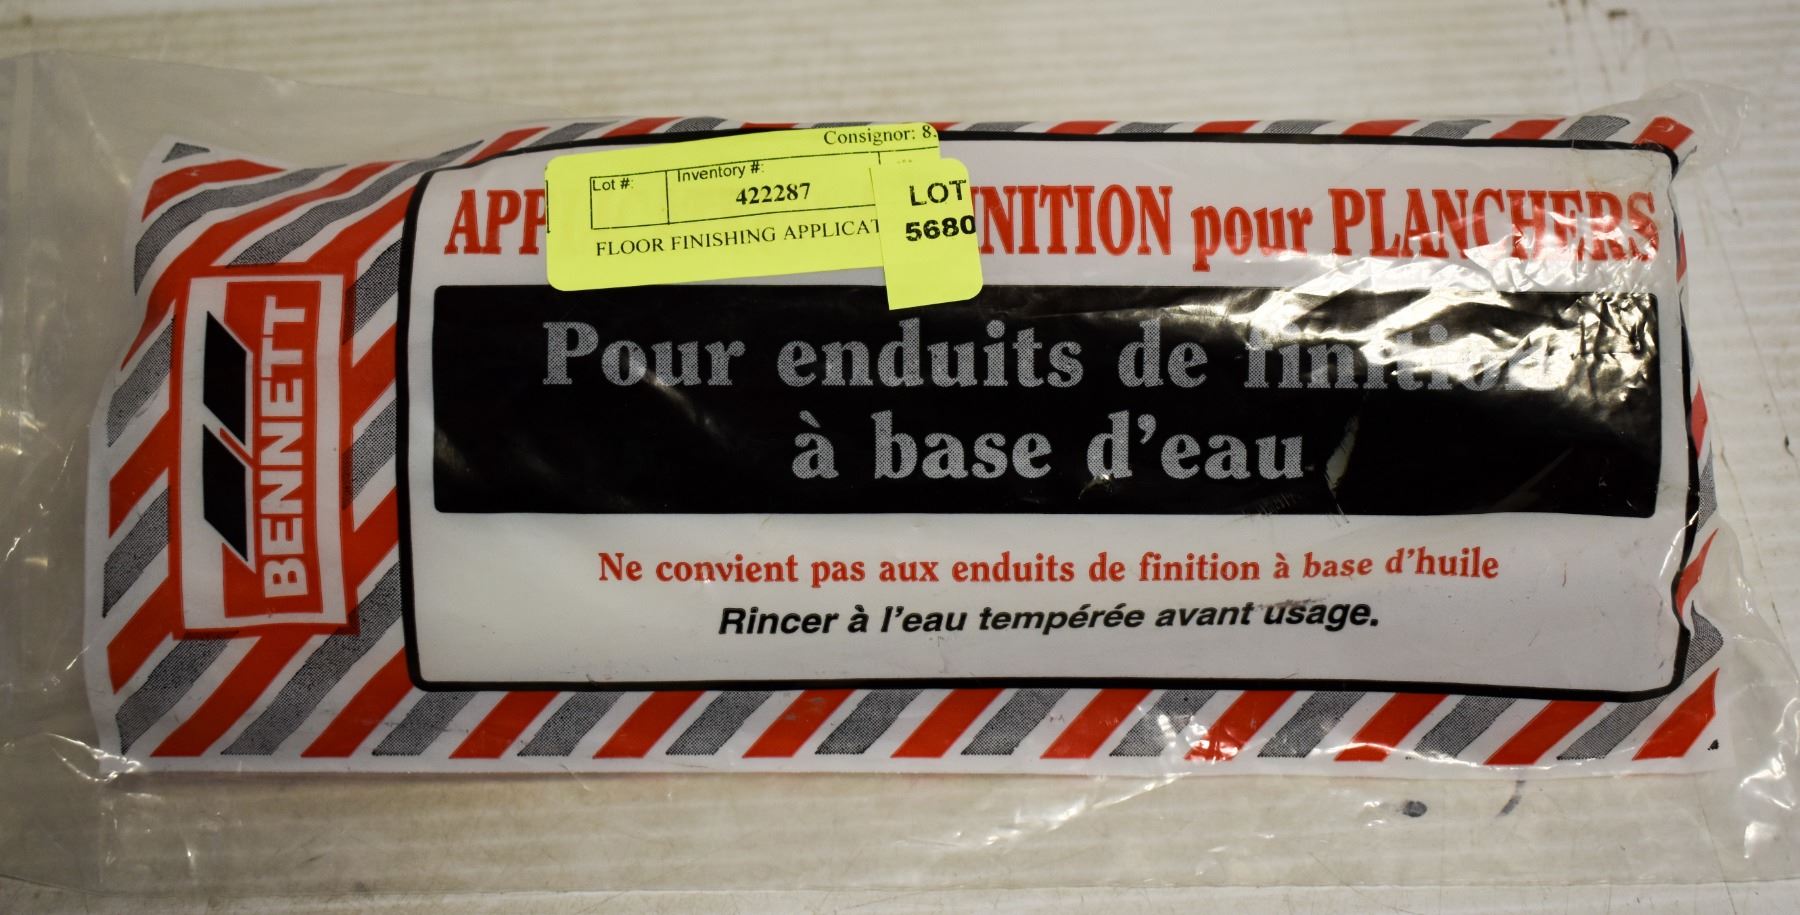 Consignor: 8.
Lot #:
Inventory #:
422287
FLOOR FINISHING APPLICAT
LOT
5680
APP NITION pour PLANCHERS
Pour enduits de finition
à base d'eau
Ne convient pas aux enduits de finition à base d'huile
Rincer à l'eau tempérée avant usage.
BENNETT